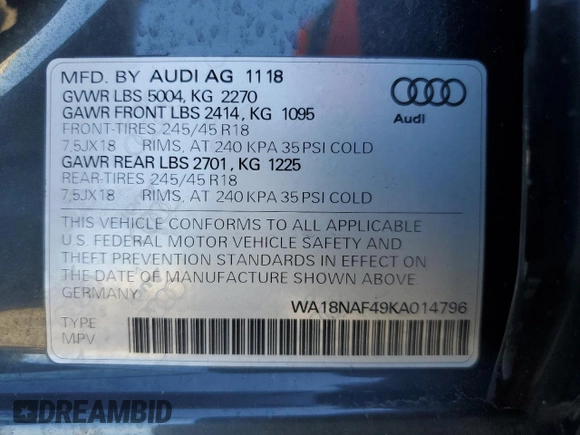 MFD. BY AUDI AG 11 18
GVWR LBS 5004, KG 2270
GAWR FRONT LBS 2414, KG 1095
FRONT-TIRES 245/45 R18
7,5JX18 RIMS, AT 240 KPA 35 PSI COLD
GAWR REAR LBS 2701, KG 1225
REAR-TIRES 245/45 R18
7,5JX18 RIMS, AT 240 KPA 35 PSI COLD
Audi
THIS VEHICLE CONFORMS TO ALL APPLICABLE
U.S. FEDERAL MOTOR VEHICLE SAFETY AND
THEFT PREVENTION STANDARDS IN EFFECT ON
THE DATE OF MANUFACTURE SHOWN ABOVE
GERMANY
WA18NAF49KA014796
TYPE
MPV
DREAMBID